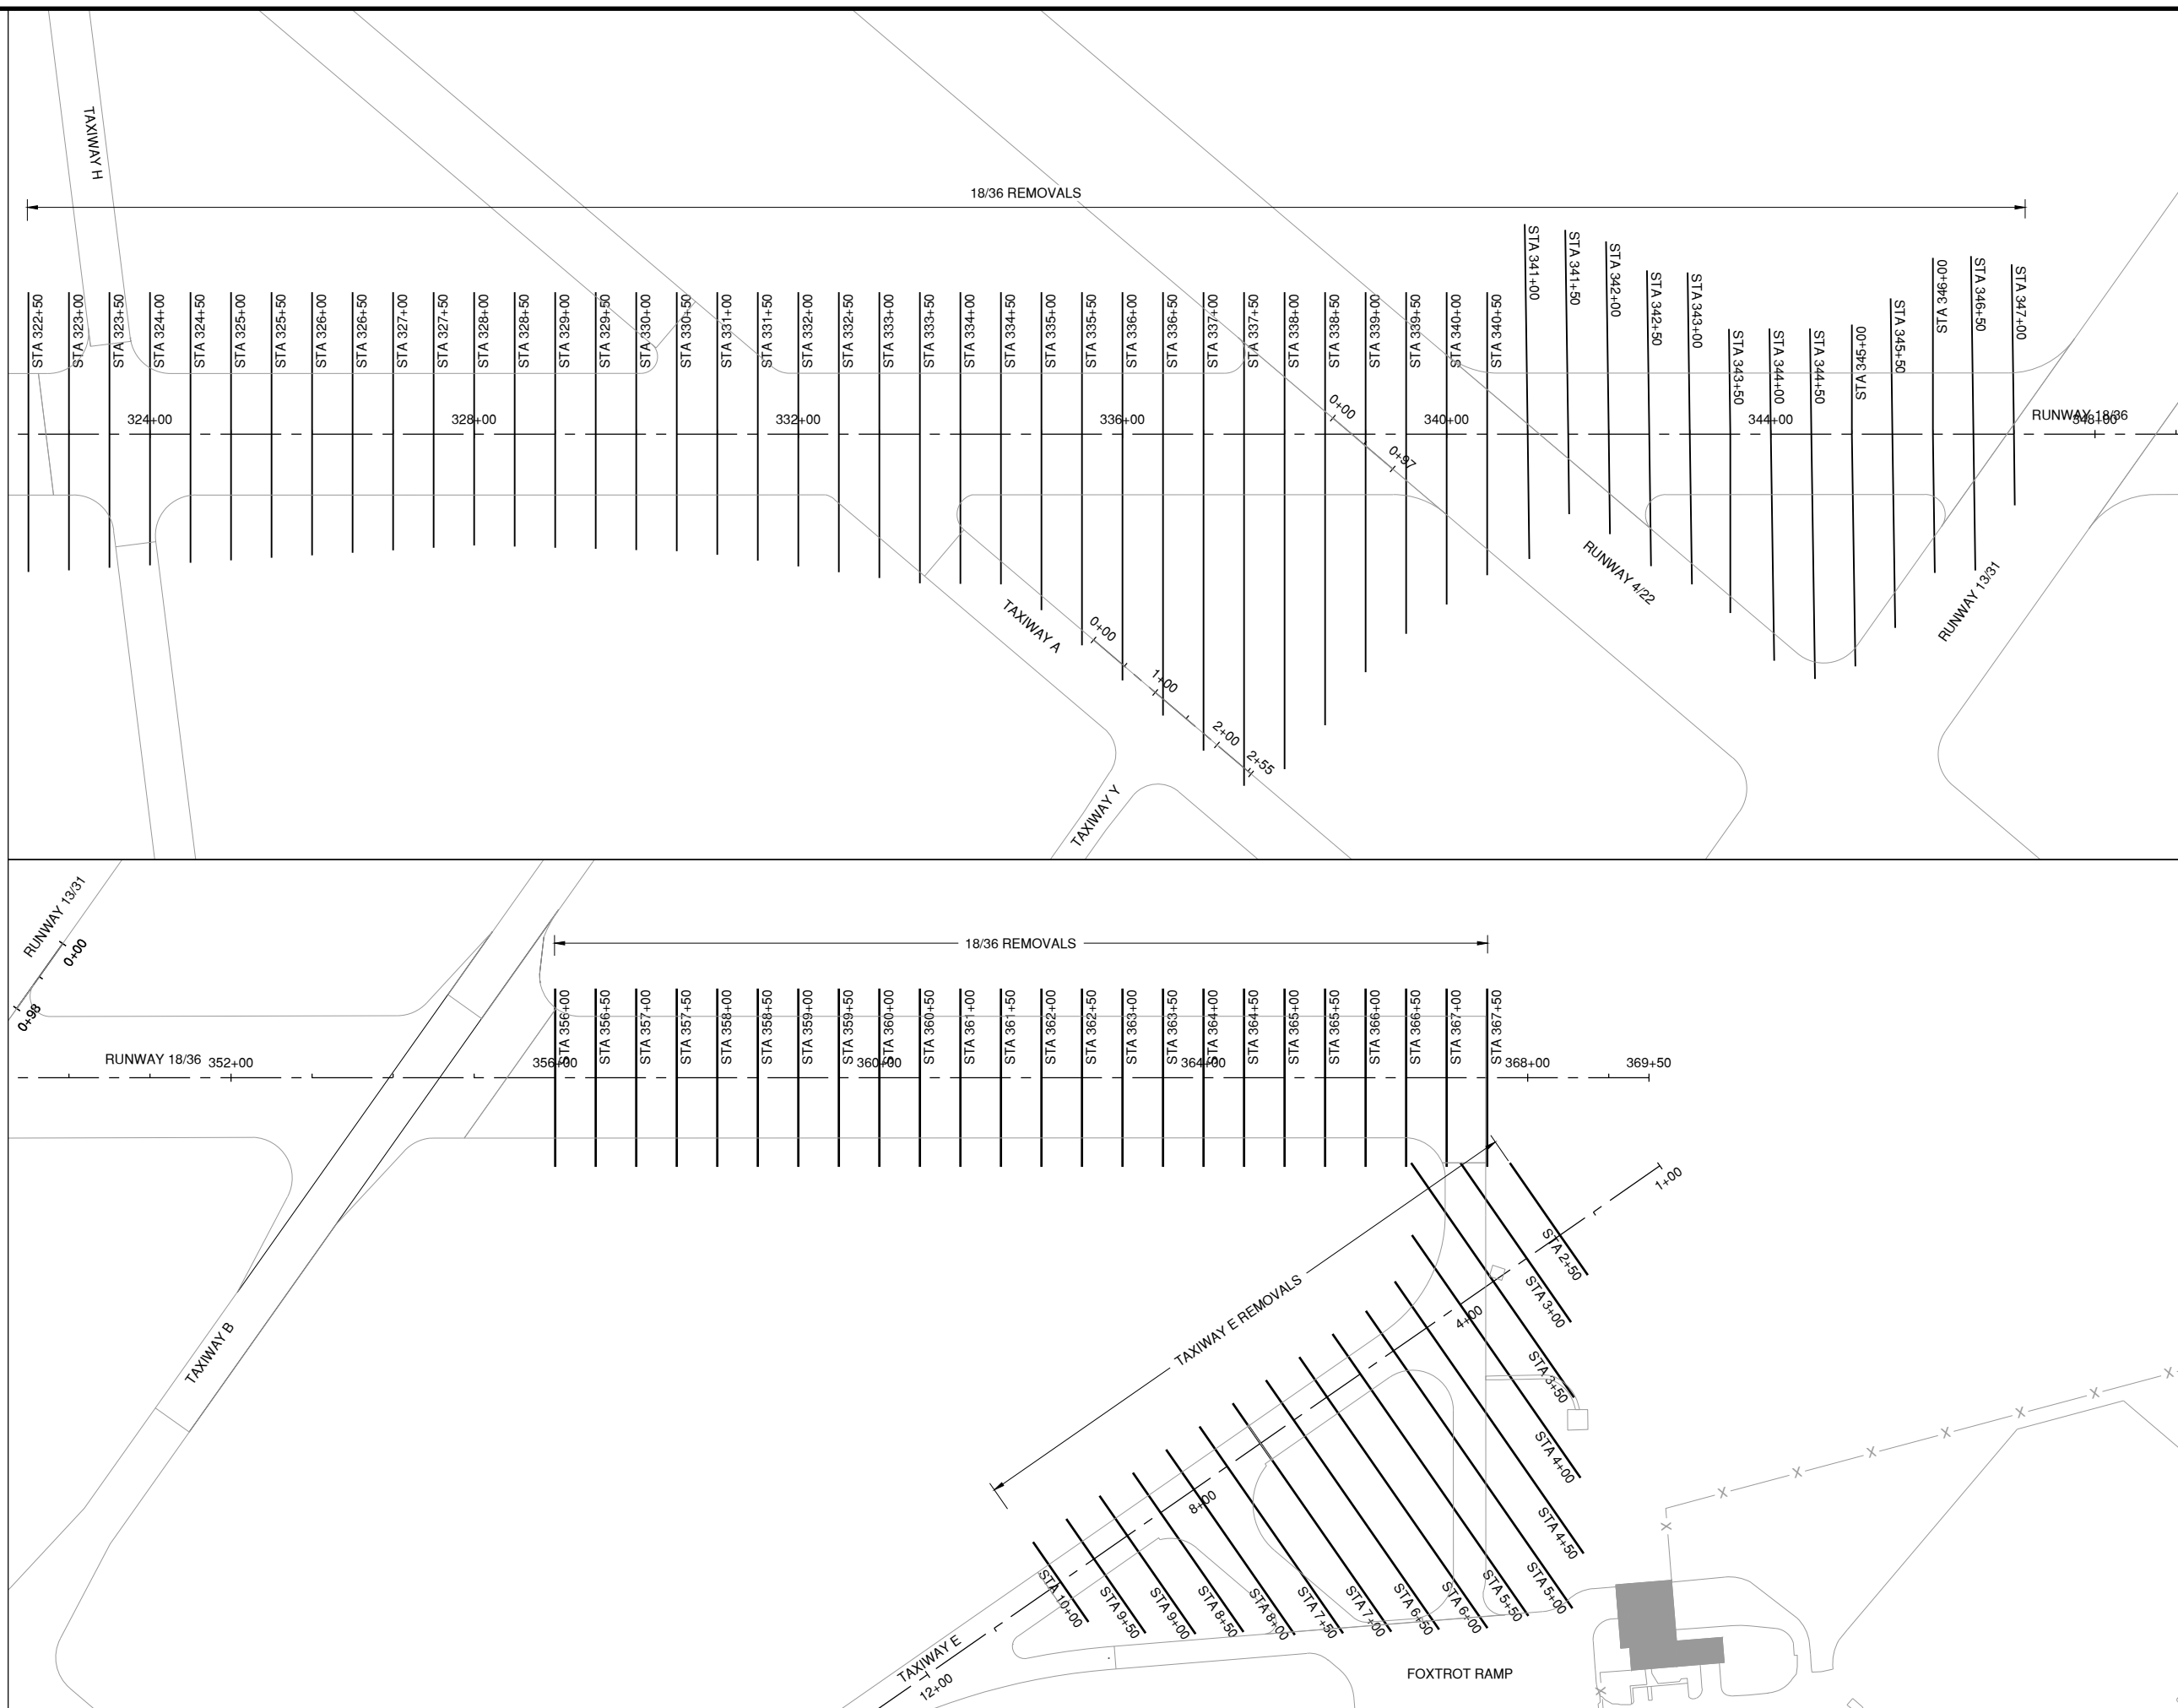 TAXIWAY H
18/36 REMOVALS
STA 322+50
STA 323+00
STA 323+50
STA 324+00
STA 324+50
STA 325+00
STA 325+50
STA 326+00
STA 326+50
STA 327+00
STA 327+50
STA 328+00
STA 328+50
STA 329+00
STA 329+50
STA 330+00
STA 330+50
STA 331+00
STA 331+50
STA 332+00
STA 332+50
STA 333+00
STA 333+50
STA 334+00
STA 334+50
STA 335+00
STA 335+50
STA 336+00
STA 336+50
STA 337+00
STA 337+50
STA 338+00
STA 338+50
STA 339+00
STA 339+50
STA 340+00
STA 340+50
STA 341+00
STA 341+50
STA 342+00
STA 342+50
STA 343+00
STA 343+50
STA 344+00
STA 344+50
STA 345+00
STA 345+50
STA 346+00
STA 346+50
STA 347+00
324+00
328+00
332+00
336+00
340+00
344+00
348+00
RUNWAY 18/36
0+00
0+97
RUNWAY 4/22
RUNWAY 13/31
TAXIWAY A
0+00
1+00
2+00
2+55
TAXIWAY Y
RUNWAY 13/31
0+00
0+98
18/36 REMOVALS
STA 356+00
STA 356+50
STA 357+00
STA 357+50
STA 358+00
STA 358+50
STA 359+00
STA 359+50
STA 360+00
STA 360+50
STA 361+00
STA 361+50
STA 362+00
STA 362+50
STA 363+00
STA 363+50
STA 364+00
STA 364+50
STA 365+00
STA 365+50
STA 366+00
STA 366+50
STA 367+00
STA 367+50
RUNWAY 18/36
352+00
356+00
360+00
364+00
368+00
369+50
TAXIWAY B
TAXIWAY E REMOVALS
1+00
4+00
8+00
12+00
STA 2+50
STA 3+00
STA 3+50
STA 4+00
STA 4+50
STA 5+00
STA 5+50
STA 6+00
STA 6+50
STA 7+00
STA 7+50
STA 8+00
STA 8+50
STA 9+00
STA 9+50
STA 10+00
TAXIWAY E
FOXTROT RAMP